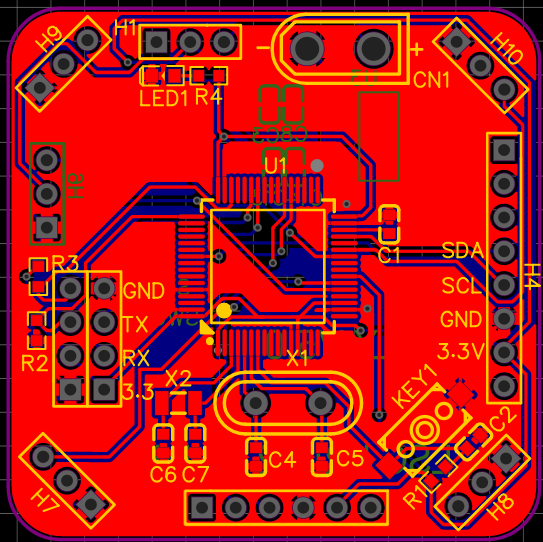 H9
H1
H10
-
+
CN1
LED1
R4
U1
C1
R3
GND
TX
RX
3.3
R2
SDA
SCL
GND
3.3V
H4
X2
X1
KEY1
C6
C7
C4
C5
C2
R1
H7
H8